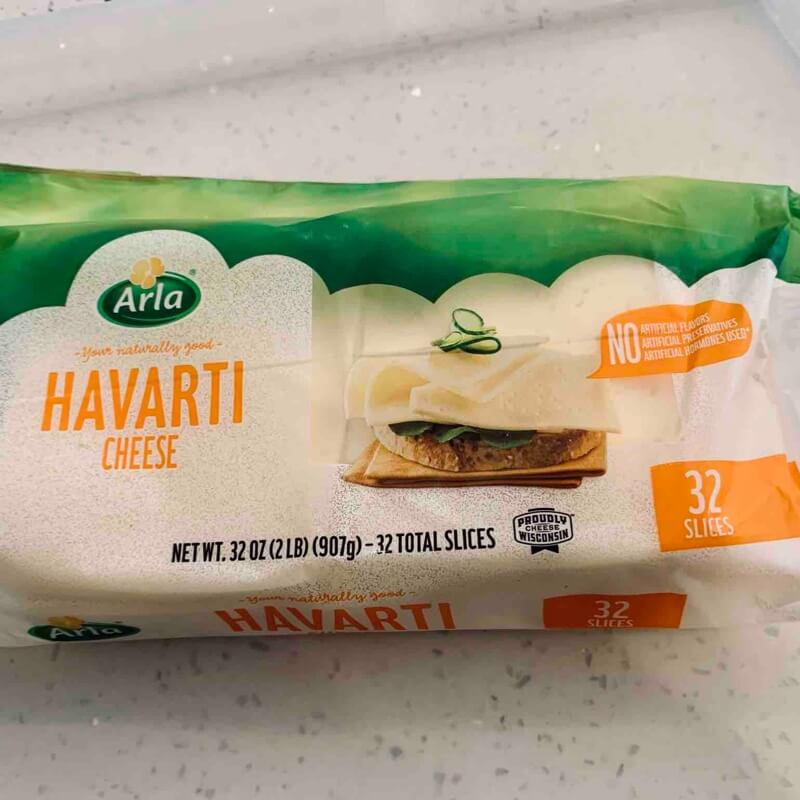 Arla®
- Your naturally good -
HAVARTI
CHEESE
NO ARTIFICIAL FLAVORS
ARTIFICIAL PRESERVATIVES
ARTIFICIAL HORMONES USED*
32
SLICES
NET WT. 32 OZ (2 LB) (907g) – 32 TOTAL SLICES
PROUDLY
WISCONSIN
CHEESE
- Your naturally good -
Arla
HAVARTI
32
SLICES